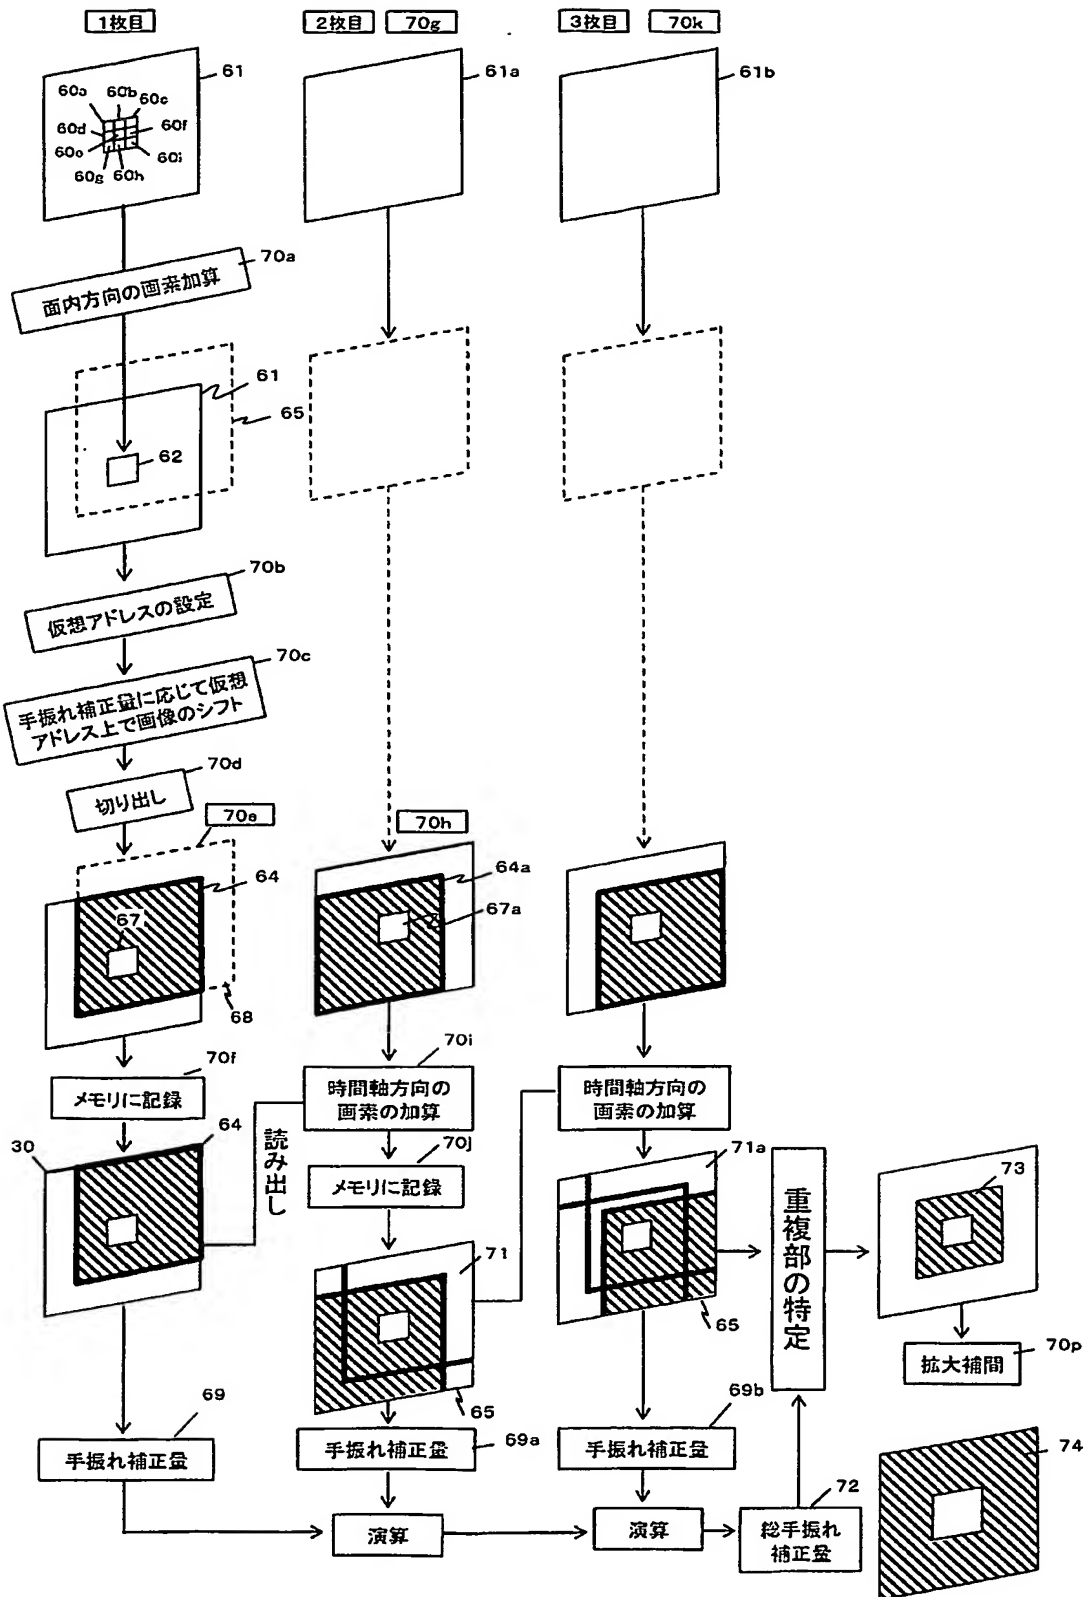 1枚目
2枚目 70g
3枚目 70k
61
61a
61b
60a 60b 60c
60d 60f
60e 60i
60g 60h
70a
面内方向の画素加算
61
65
62
70b
仮想アドレスの設定
70c
手振れ補正量に応じて仮想
アドレス上で画像のシフト
70d
切り出し
70e
64
67
68
70h
64a
67a
70f
メモリに記録
70i
時間軸方向の
画素の加算
時間軸方向の
画素の加算
30
64
読み出し
70j
メモリに記録
71
65
71a
65
重複部の特定
73
70p
拡大補間
69
手振れ補正量
69a
手振れ補正量
69b
手振れ補正量
演算
演算
72
総手振れ
補正量
74